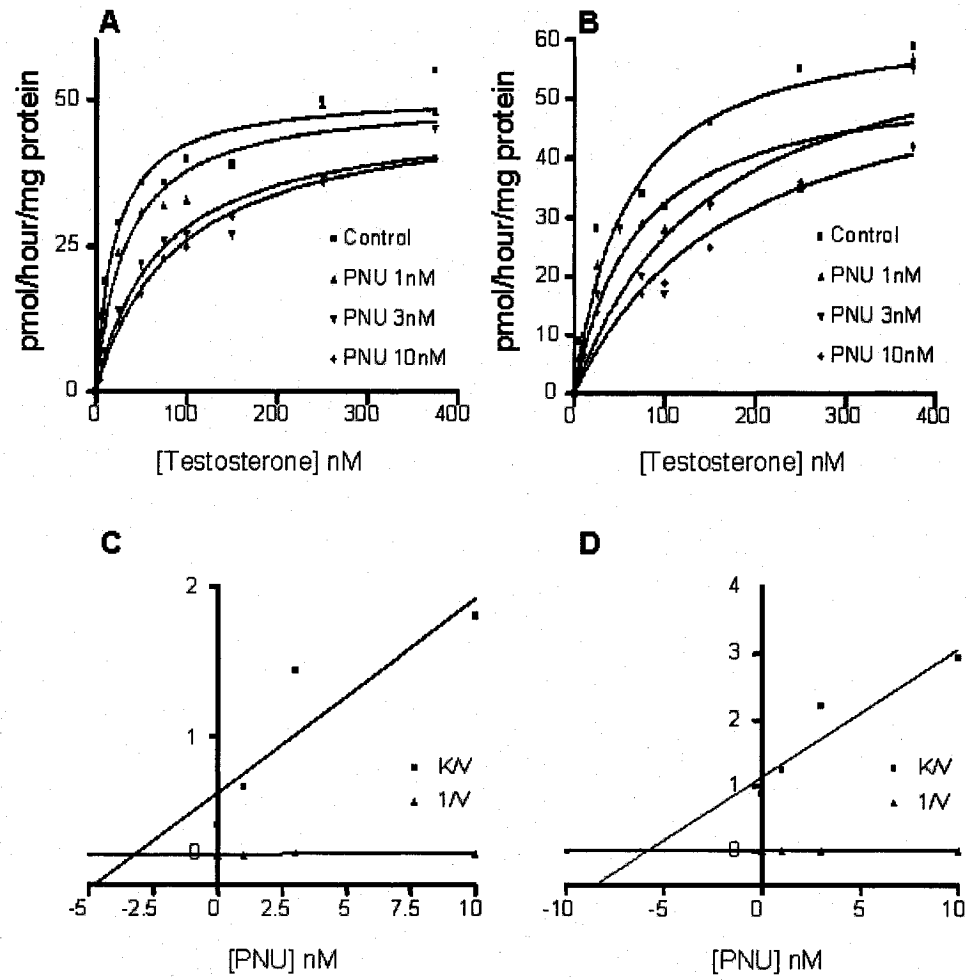 A
pmol/hour/mg protein
50
25
0
0
100
200
300
400
[Testosterone] nM
Control
PNU 1nM
PNU 3nM
PNU 10nM
B
pmol/hour/mg protein
60
50
40
30
20
10
0
0
100
200
300
400
[Testosterone] nM
Control
PNU 1nM
PNU 3nM
PNU 10nM
C
2
1
0
-5
-2.5
0
2.5
5
7.5
10
[PNU] nM
K/V
1/V
D
4
3
2
1
0
-10
-5
0
5
10
[PNU] nM
K/V
1/V